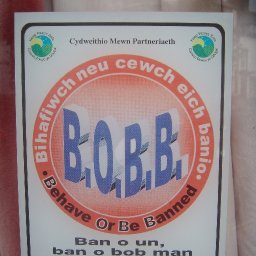 Cydweithio Mewn Partneriaeth
Bihafiwch neu cewch eich banio
B.O.B.B.
Behave Or Be Banned
Ban o un,
ban o bob man